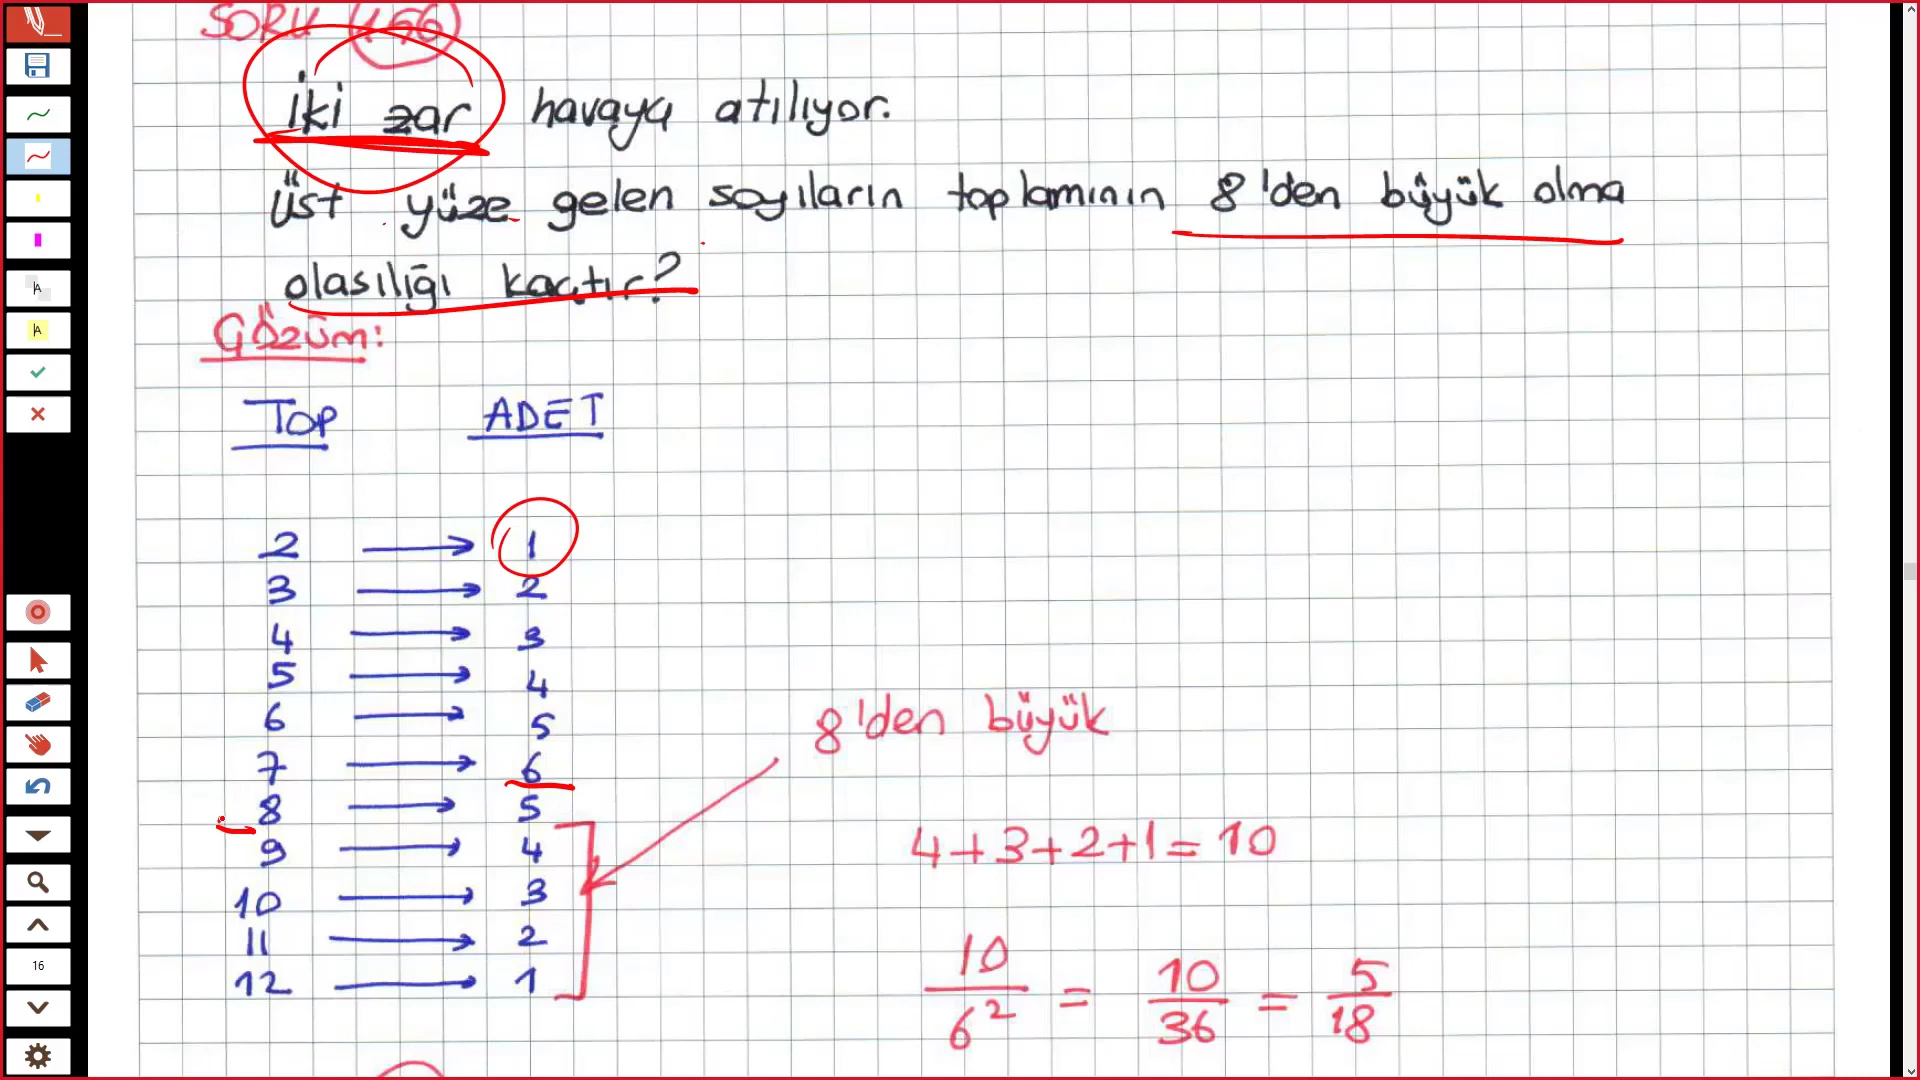 SORU 156
İki zar havaya atılıyor.
üst yüze gelen sayıların toplamının 8'den büyük olma
olasılığı kaçtır?
Çözüm:
TOP ADET
2 → 1
3 → 2
4 → 3
5 → 4
6 → 5
7 → 6
8 → 5
9 → 4
10 → 3
11 → 2
12 → 1
8'den büyük
4+3+2+1=10
10/6² = 10/36 = 5/18
16